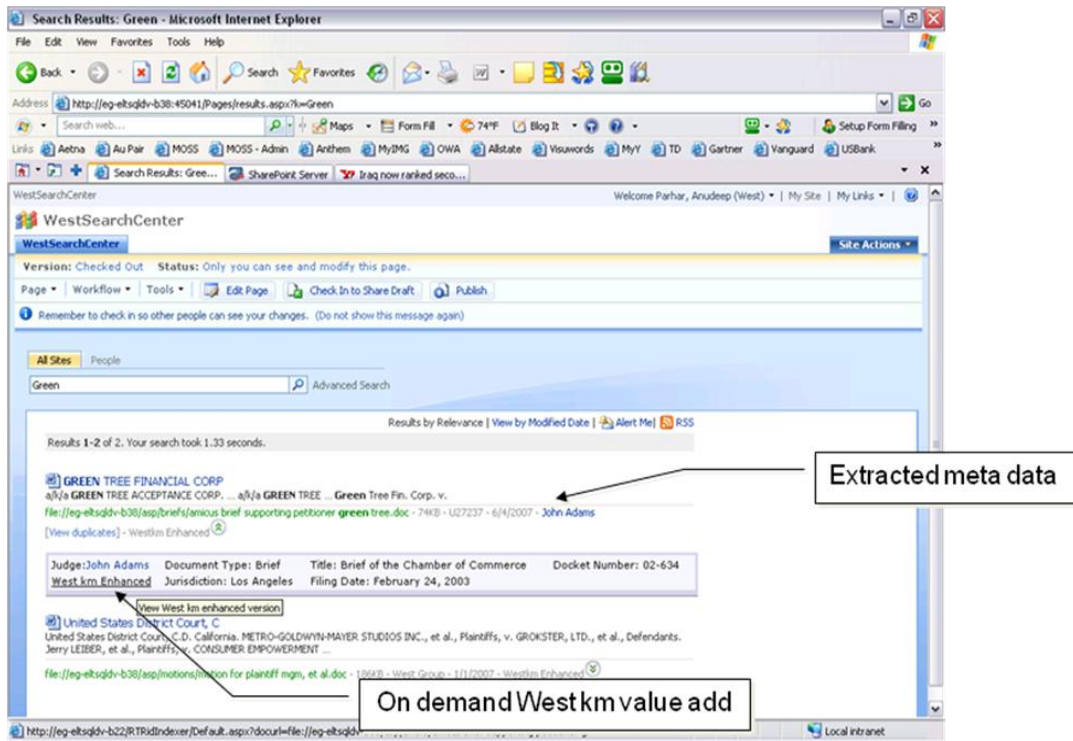 Search Results: Green - Microsoft Internet Explorer
File Edit View Favorites Tools Help
Back Search Favorites
Address http://eg-eltsqldv-b38:45041/Pages/results.aspx?k=Green Go
Search web... Maps Form Fill 74°F Blog It Setup Form Filling
Links Aetna Au Pair MOSS MOSS - Admin Anthem MyIMG OWA Allstate Visuwords MyY TD Gartner Vanguard USBank
Search Results: Gree... SharePoint Server Iraq now ranked seco...
WestSearchCenter Welcome Parhar, Anudeep (West) | My Site | My Links |
WestSearchCenter
WestSearchCenter Site Actions
Version: Checked Out Status: Only you can see and modify this page.
Page Workflow Tools Edit Page Check In to Share Draft Publish
Remember to check in so other people can see your changes. (Do not show this message again)
All Sites People
Green Advanced Search
Results by Relevance | View by Modified Date | Alert Me | RSS
Results 1-2 of 2. Your search took 1.33 seconds.
Extracted meta data
GREEN TREE FINANCIAL CORP
a/k/a GREEN TREE ACCEPTANCE CORP. ... a/k/a GREEN TREE ... Green Tree Fin. Corp. v.
file://eg-eltsqldv-b38/asp/briefs/amicus brief supporting petitioner green tree.doc - 74KB - U27237 - 6/4/2007 - John Adams
[View duplicates] - Westkm Enhanced
Judge:John Adams Document Type: Brief Title: Brief of the Chamber of Commerce Docket Number: 02-634
West km Enhanced Jurisdiction: Los Angeles Filing Date: February 24, 2003
View West km enhanced version
United States District Court, C
United States District Court, C.D. California. METRO-GOLDWYN-MAYER STUDIOS INC., et al., Plaintiffs, v. GROKSTER, LTD., et al., Defendants.
Jerry LEIBER, et al., Plaintiffs, v. CONSUMER EMPOWERMENT ...
file://eg-eltsqldv-b38/asp/motions/motion for plaintiff mgm, et al.doc - 186KB - West Group - 1/1/2007 - Westkm Enhanced
On demand West km value add
http://eg-eltsqldv-b22/RTRidIndexer/Default.aspx?docurl=file://eg-eltsqldv- Local intranet